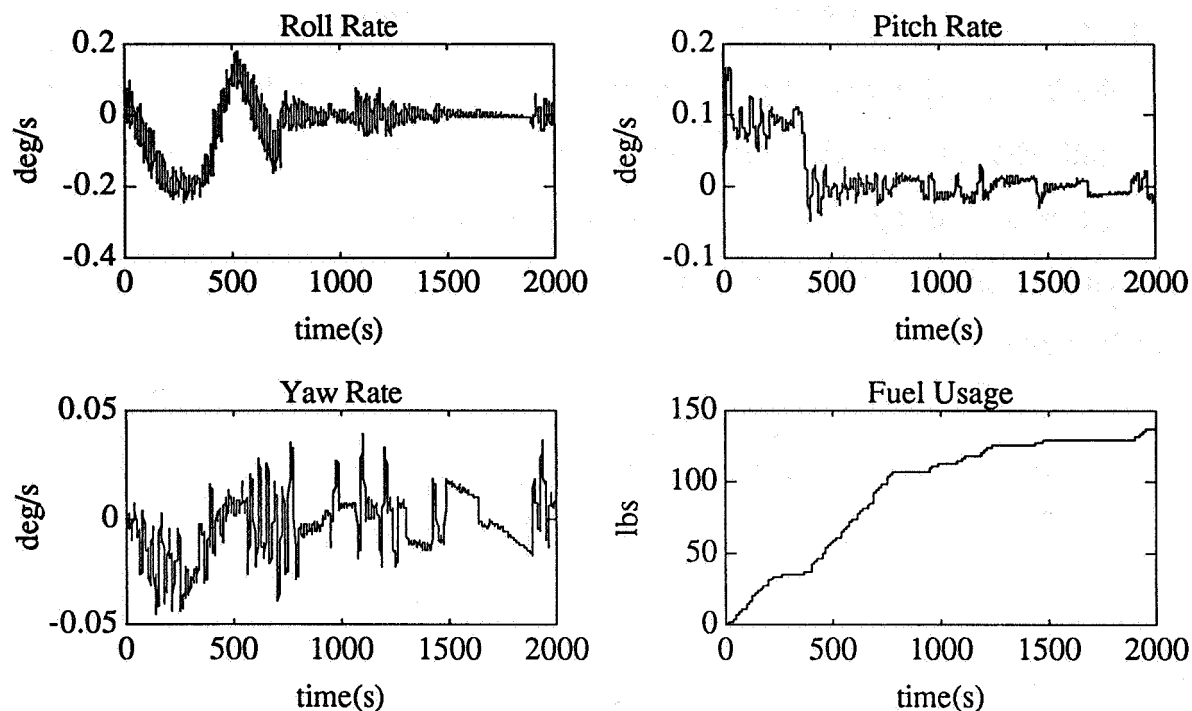 Roll Rate
0.2
0
-0.2
-0.4
deg/s
0 500 1000 1500 2000
time(s)
Pitch Rate
0.2
0.1
0
-0.1
deg/s
0 500 1000 1500 2000
time(s)
Yaw Rate
0.05
0
-0.05
deg/s
0 500 1000 1500 2000
time(s)
Fuel Usage
150
100
50
0
lbs
0 500 1000 1500 2000
time(s)